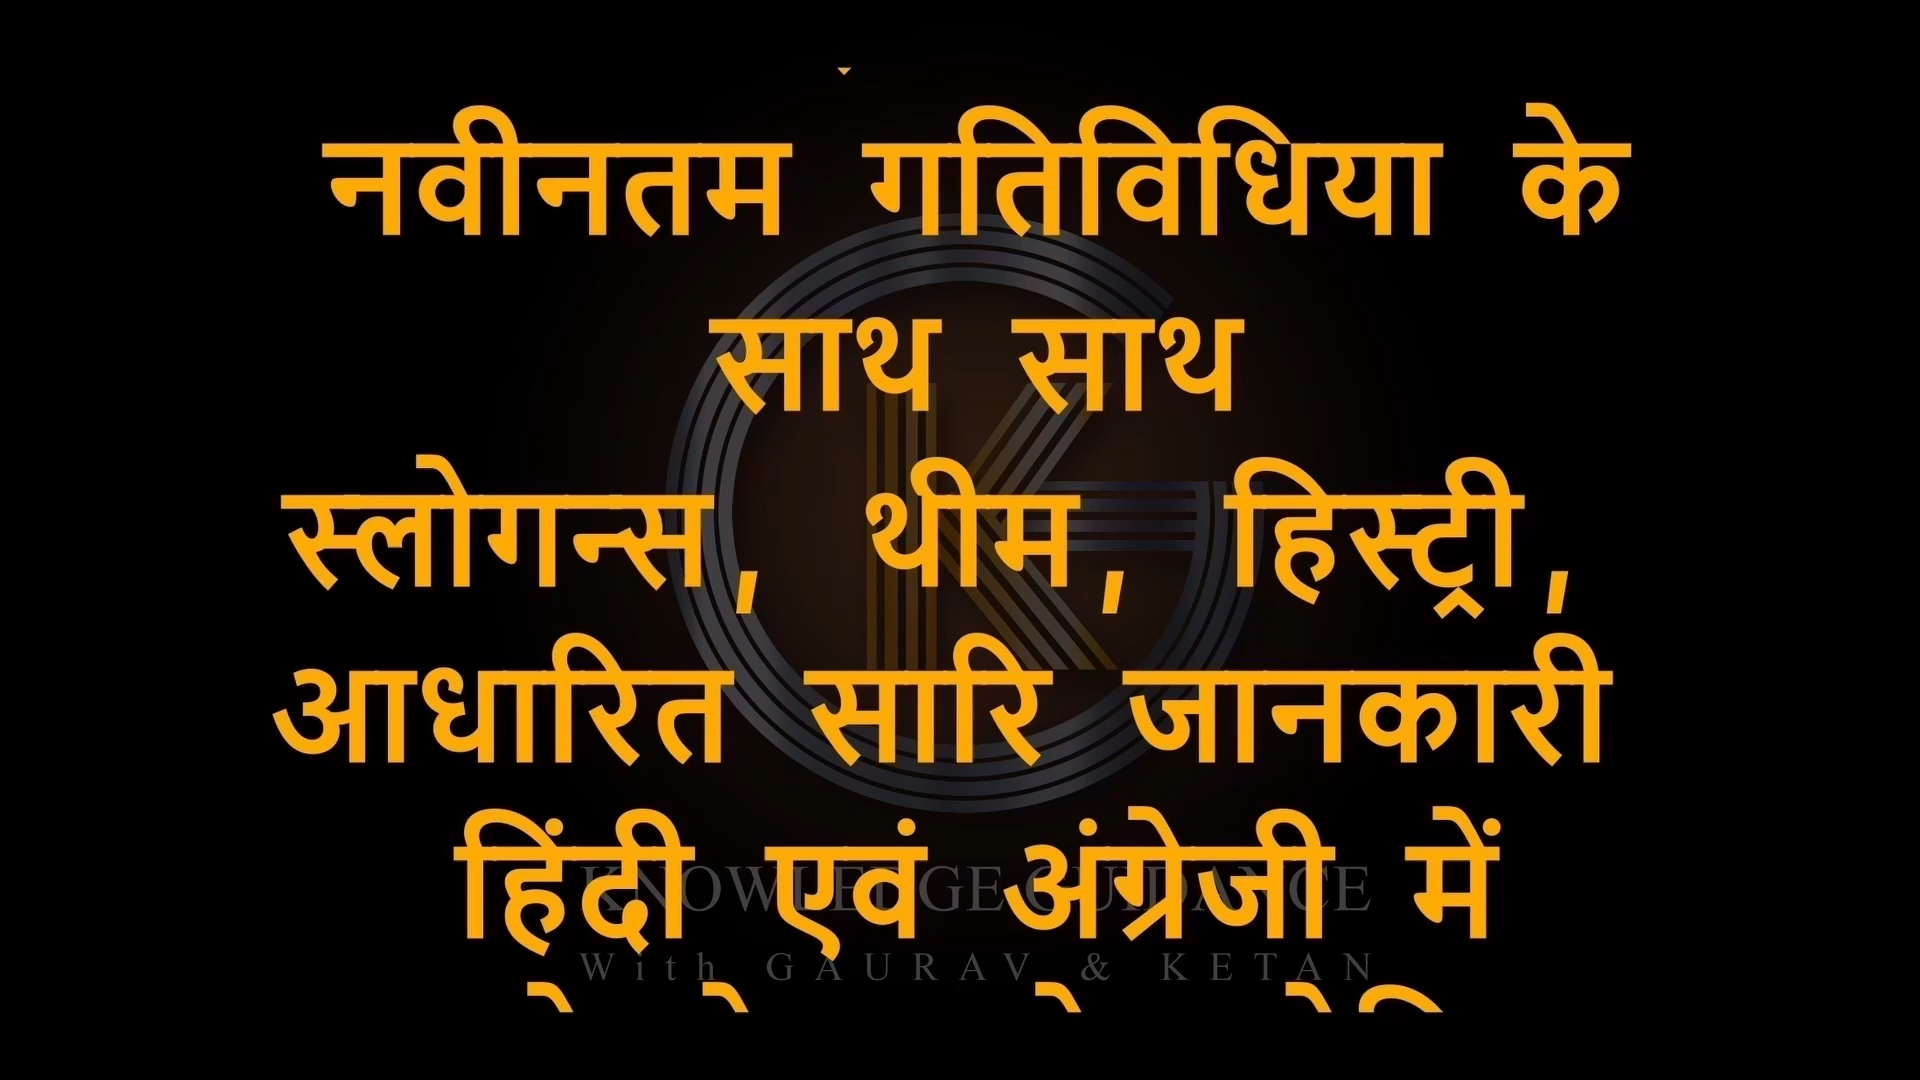 नवीनतम गतिविधिया के
साथ साथ
स्लोगन्स, थीम, हिस्ट्री,
आधारित सारि जानकारी
हिंदी एवं अंग्रेजी में
KNOWLEDGE GUIDANCE
With GAURAV & KETAN